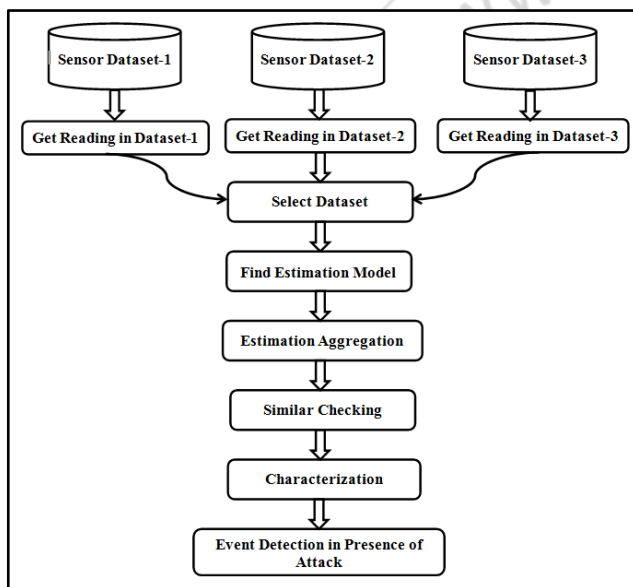 Sensor Dataset-1
Sensor Dataset-2
Sensor Dataset-3
Get Reading in Dataset-1
Get Reading in Dataset-2
Get Reading in Dataset-3
Select Dataset
Find Estimation Model
Estimation Aggregation
Similar Checking
Characterization
Event Detection in Presence of
Attack